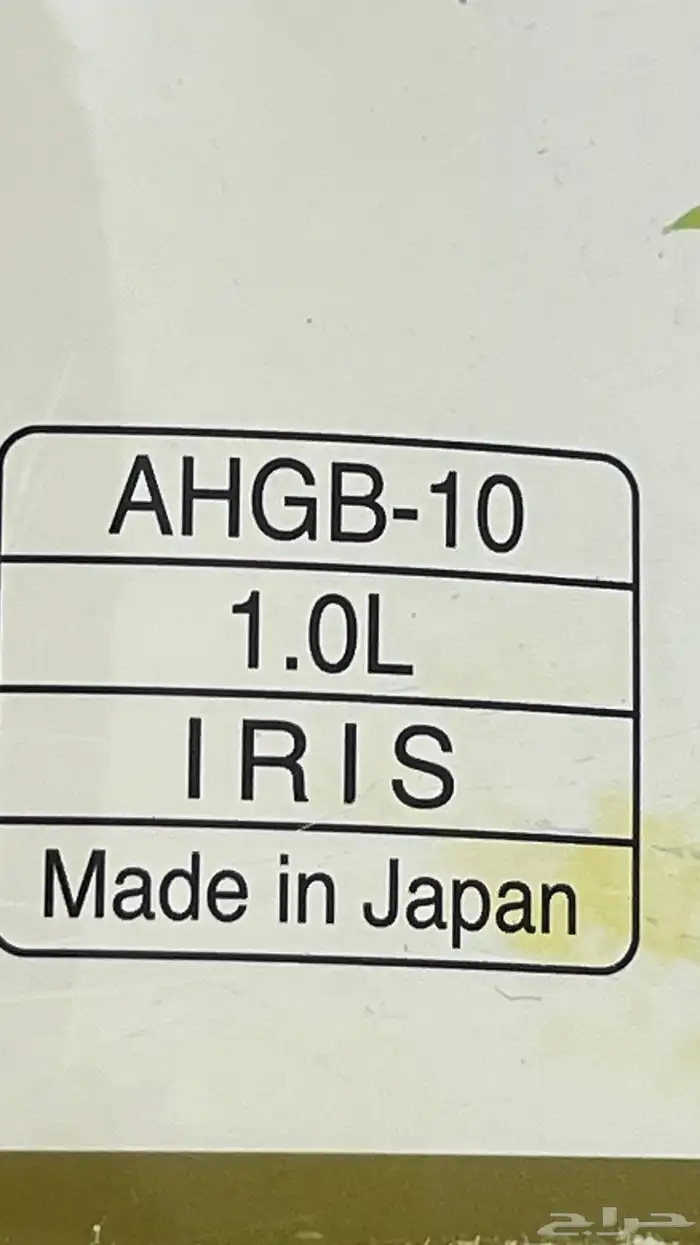 AHGB-10
1.0L
IRIS
Made in Japan
حراج